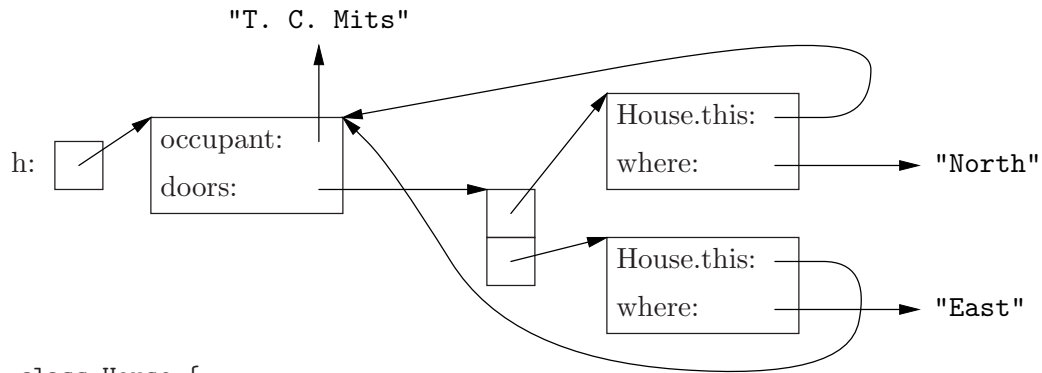 "T. C. Mits"
h:
occupant:
doors:
House.this:
where:
"North"
House.this:
where:
"East"
class House {